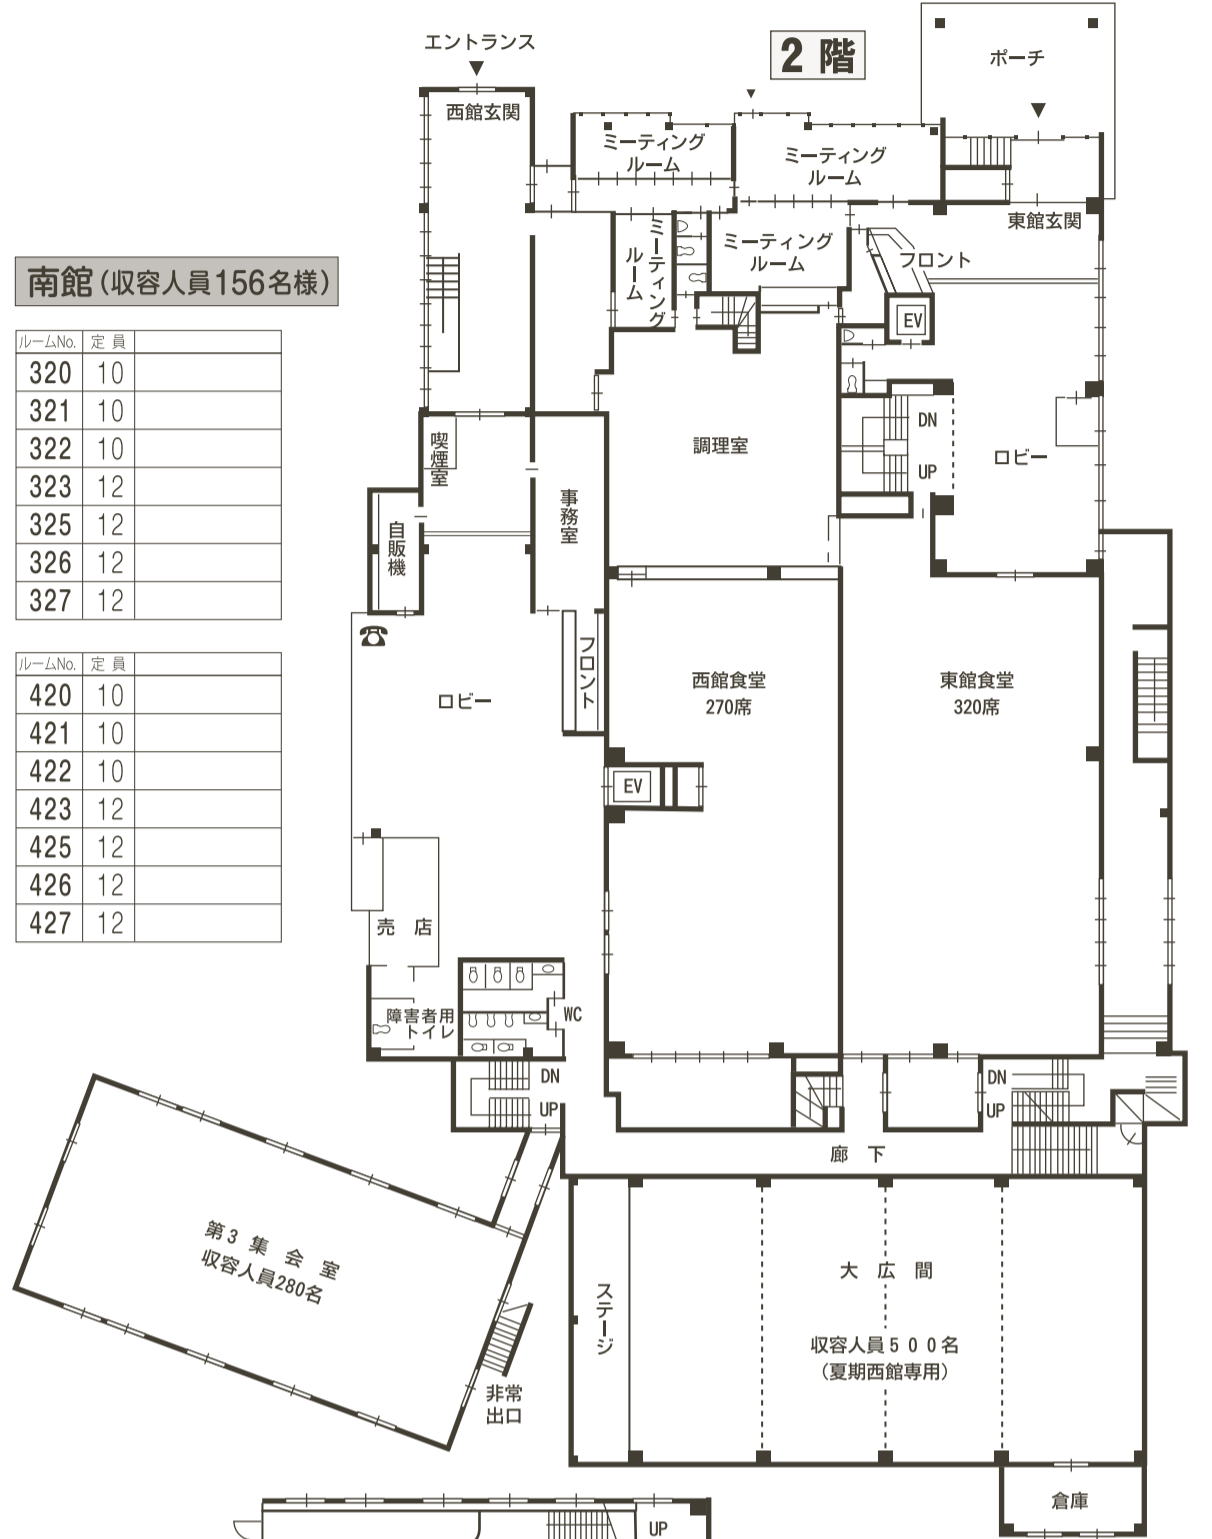 エントランス
2 階
ポーチ
西館玄関
ミーティング
ルーム
ミーティング
ルーム
東館玄関
ミーティング
ルーム
ミーティング
ルーム
フロント
EV
南館(収容人員156名様)
ルームNo. 定 員
320 10
321 10
322 10
323 12
325 12
326 12
327 12
ルームNo. 定 員
420 10
421 10
422 10
423 12
425 12
426 12
427 12
喫煙室
調理室
DN
UP
ロビー
事務室
自販機
フロント
ロビー
西館食堂
270席
東館食堂
320席
EV
売 店
障害者用
トイレ
WC
DN
UP
DN
UP
廊 下
第3 集 会 室
収容人員280名
非常
出口
ステージ
大 広 間
収容人員500名
(夏期西館専用)
倉庫
UP